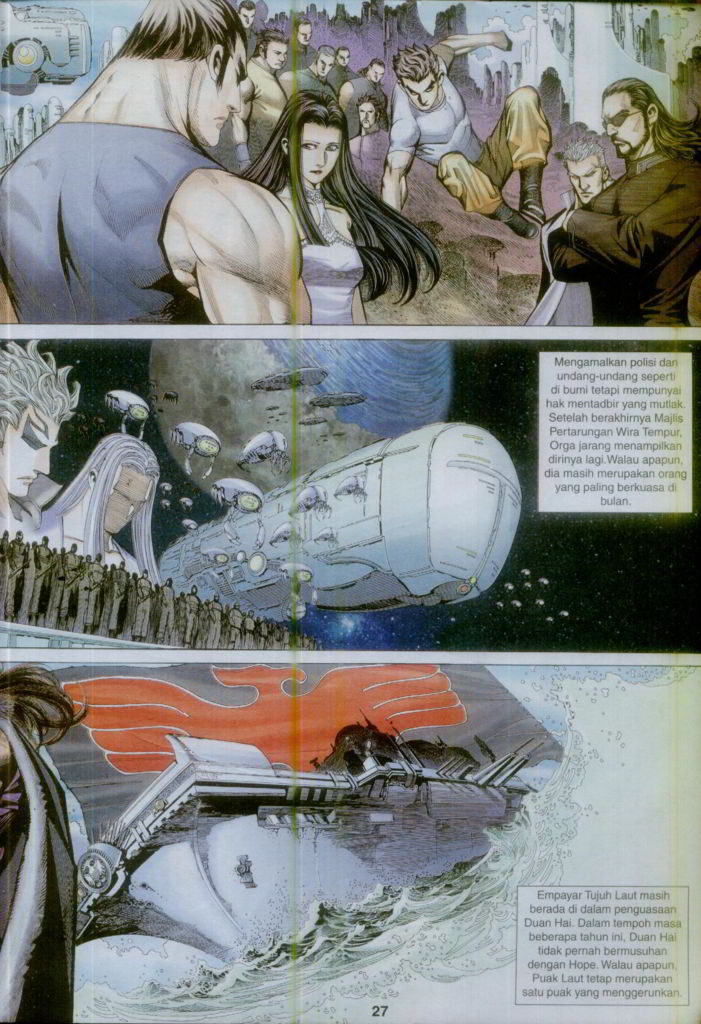 Mengamalkan polisi dan
undang-undang seperti
di bumi tetapi mempunyai
hak mentadbir yang mutlak.
Setelah berakhirnya Majlis
Pertarungan Wira Tempur,
Orga jarang menampilkan
dirinya lagi. Walau apapun,
dia masih merupakan orang
yang paling berkuasa di
bulan.
Empayar Tujuh Laut masih
berada di dalam penguasaan
Duan Hai. Dalam tempoh masa
beberapa tahun ini, Duan Hai
tidak pernah bermusuhan
dengan Hope. Walau apapun,
Puak Laut tetap merupakan
satu puak yang menggerunkan.
27